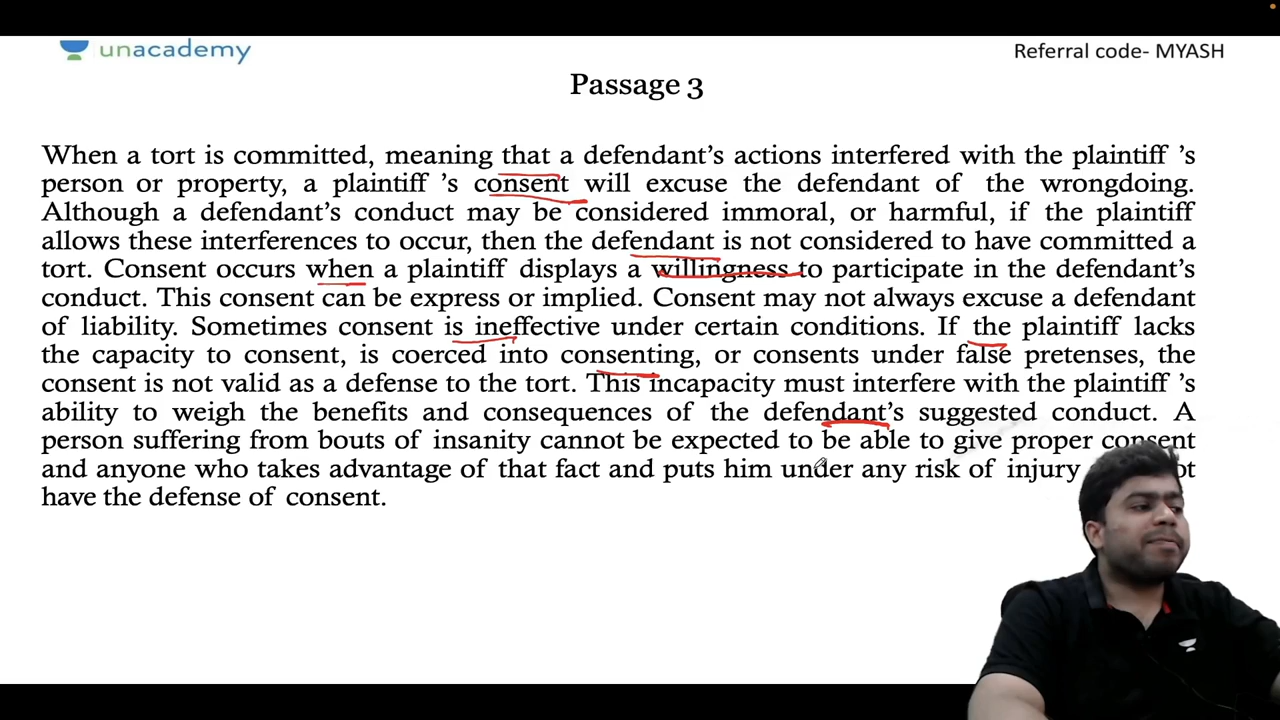 unacademy
Referral code- MYASH
Passage 3
When a tort is committed, meaning that a defendant's actions interfered with the plaintiff 's
person or property, a plaintiff 's consent will excuse the defendant of the wrongdoing.
Although a defendant's conduct may be considered immoral, or harmful, if the plaintiff
allows these interferences to occur, then the defendant is not considered to have committed a
tort. Consent occurs when a plaintiff displays a willingness to participate in the defendant's
conduct. This consent can be express or implied. Consent may not always excuse a defendant
of liability. Sometimes consent is ineffective under certain conditions. If the plaintiff lacks
the capacity to consent, is coerced into consenting, or consents under false pretenses, the
consent is not valid as a defense to the tort. This incapacity must interfere with the plaintiff 's
ability to weigh the benefits and consequences of the defendant's suggested conduct. A
person suffering from bouts of insanity cannot be expected to be able to give proper consent
and anyone who takes advantage of that fact and puts him under any risk of injury
have the defense of consent.